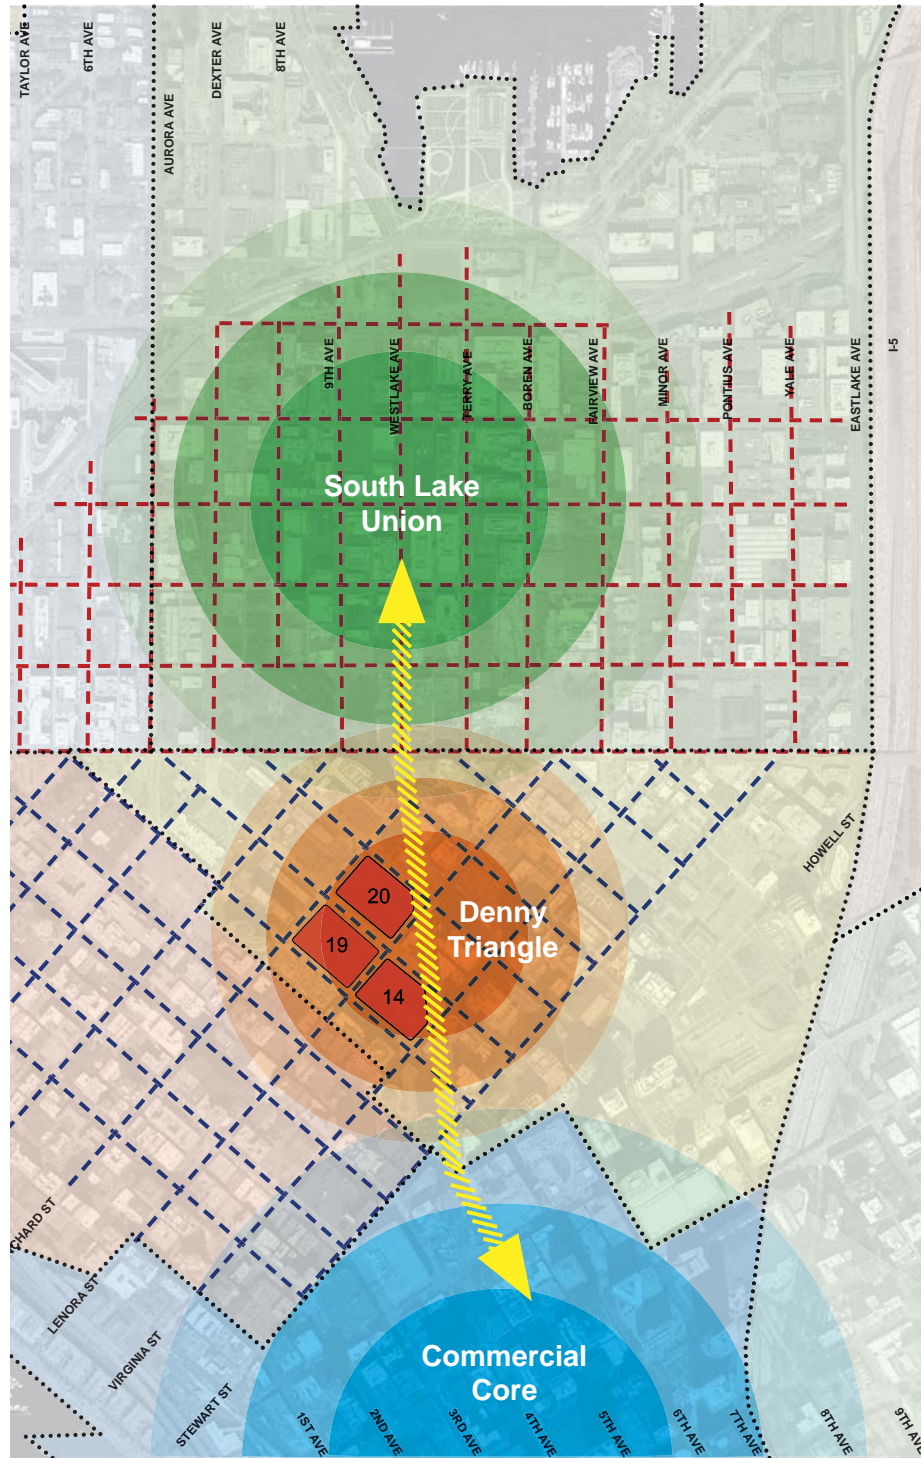 TAYLOR AVE
6TH AVE
AURORA AVE
DEXTER AVE
8TH AVE
9TH AVE
WESTLAKE AVE
TERRY AVE
BOREN AVE
FAIRVIEW AVE
MINOR AVE
PONTIUS AVE
YALE AVE
EASTLAKE AVE
I-5
South Lake
Union
HOWELL ST
20
19
14
Denny
Triangle
CHARD ST
LENORA ST
VIRGINIA ST
STEWART ST
Commercial
Core
1ST AVE
2ND AVE
3RD AVE
4TH AVE
5TH AVE
6TH AVE
7TH AVE
8TH AVE
9TH AVE